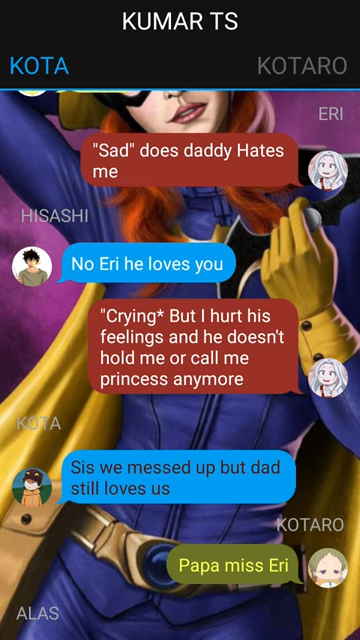 KUMAR TS
KOTA
KOTARO
ERI
"Sad" does daddy Hates
me
HISASHI
No Eri he loves you
"Crying* But I hurt his
feelings and he doesn't
hold me or call me
princess anymore
KOTA
Sis we messed up but dad
still loves us
KOTARO
Papa miss Eri
ALAS